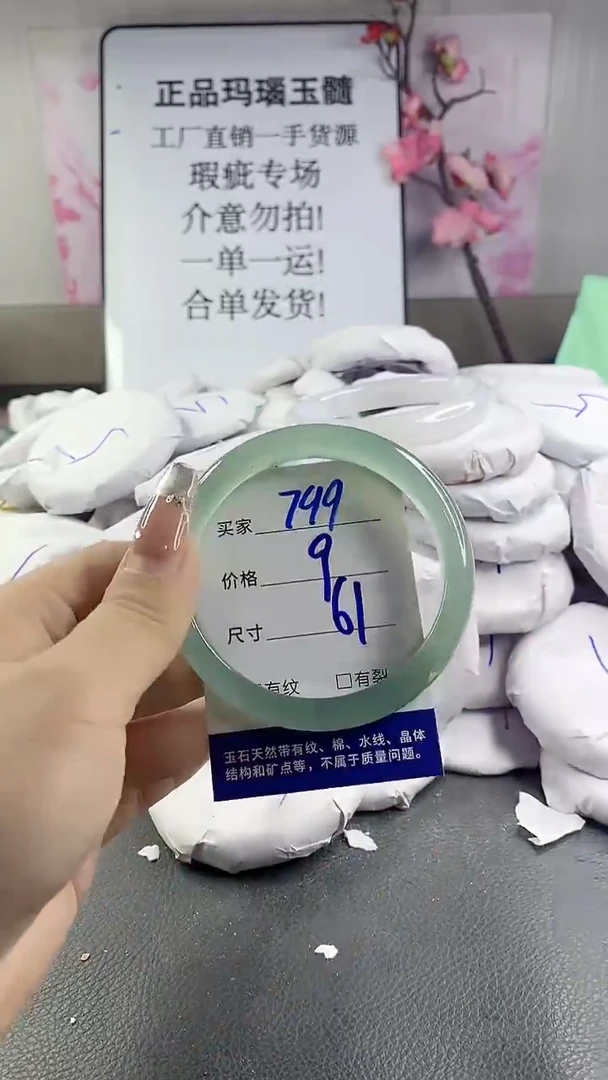 正品玛瑙玉髓
工厂直销一手货源
瑕疵专场
介意勿拍!
一单一运!
合单发货!
买家 799
价格 9
尺寸 61
有纹 □有裂
玉石天然带有纹、棉、水线、晶体
结构和矿点等，不属于质量问题。